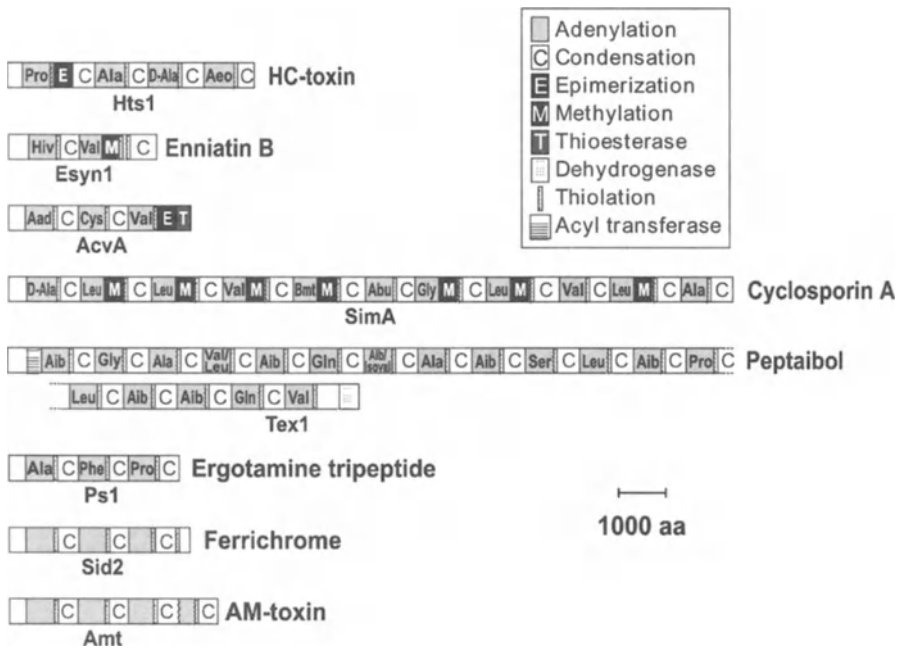 Adenylation
C Condensation
E Epimerization
M Methylation
T Thioesterase
Dehydrogenase
Thiolation
Acyl transferase
Pro E C Ala C D-Ala C Aeo C HC-toxin
Hts1
Hiv C Val M C Enniatin B
Esyn1
Aad C Cys C Val E T
AcvA
D-Ala C Leu M C Leu M C Val M C Bmt M C Abu C Gly M C Leu M C Val C Leu M C Ala C Cyclosporin A
SimA
Aib C Gly C Ala C Val/Leu C Aib C Gln C Aib/Isoval C Ala C Aib C Ser C Leu C Aib C Pro C Peptaibol
Leu C Aib C Aib C Gln C Val
Tex1
Ala C Phe C Pro C Ergotamine tripeptide
Ps1
1000 aa
C C C Ferrichrome
Sid2
C C C C AM-toxin
Amt